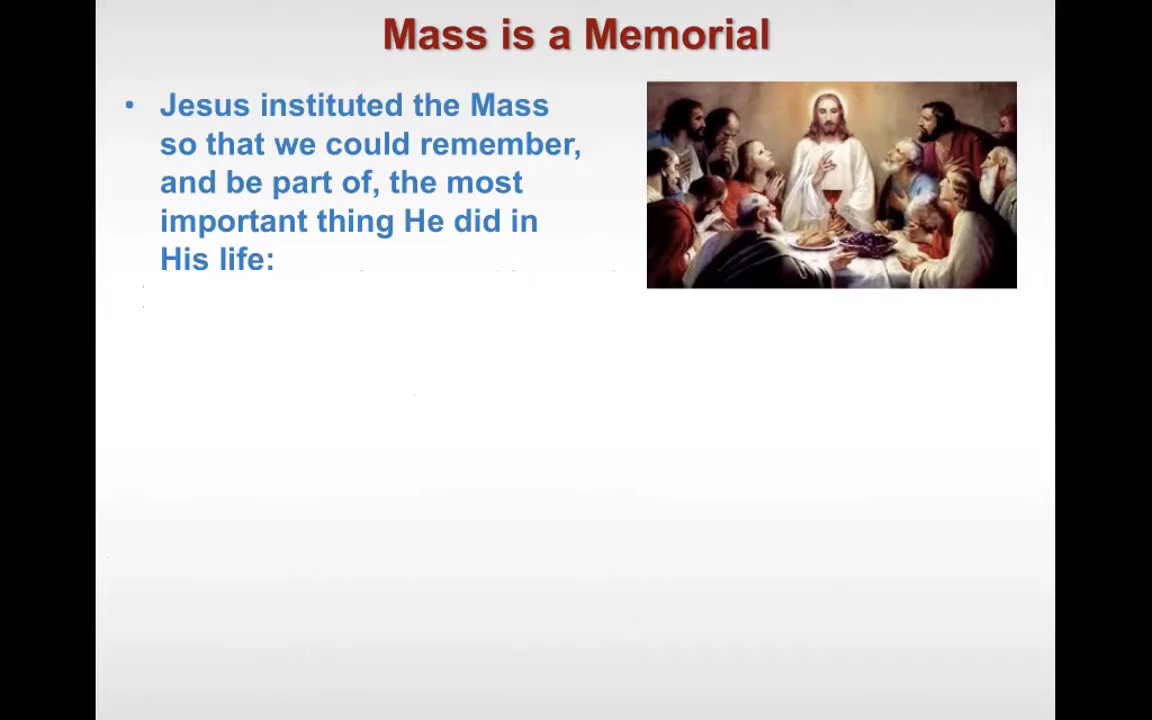 Mass is a Memorial
• Jesus instituted the Mass
so that we could remember,
and be part of, the most
important thing He did in
His life: